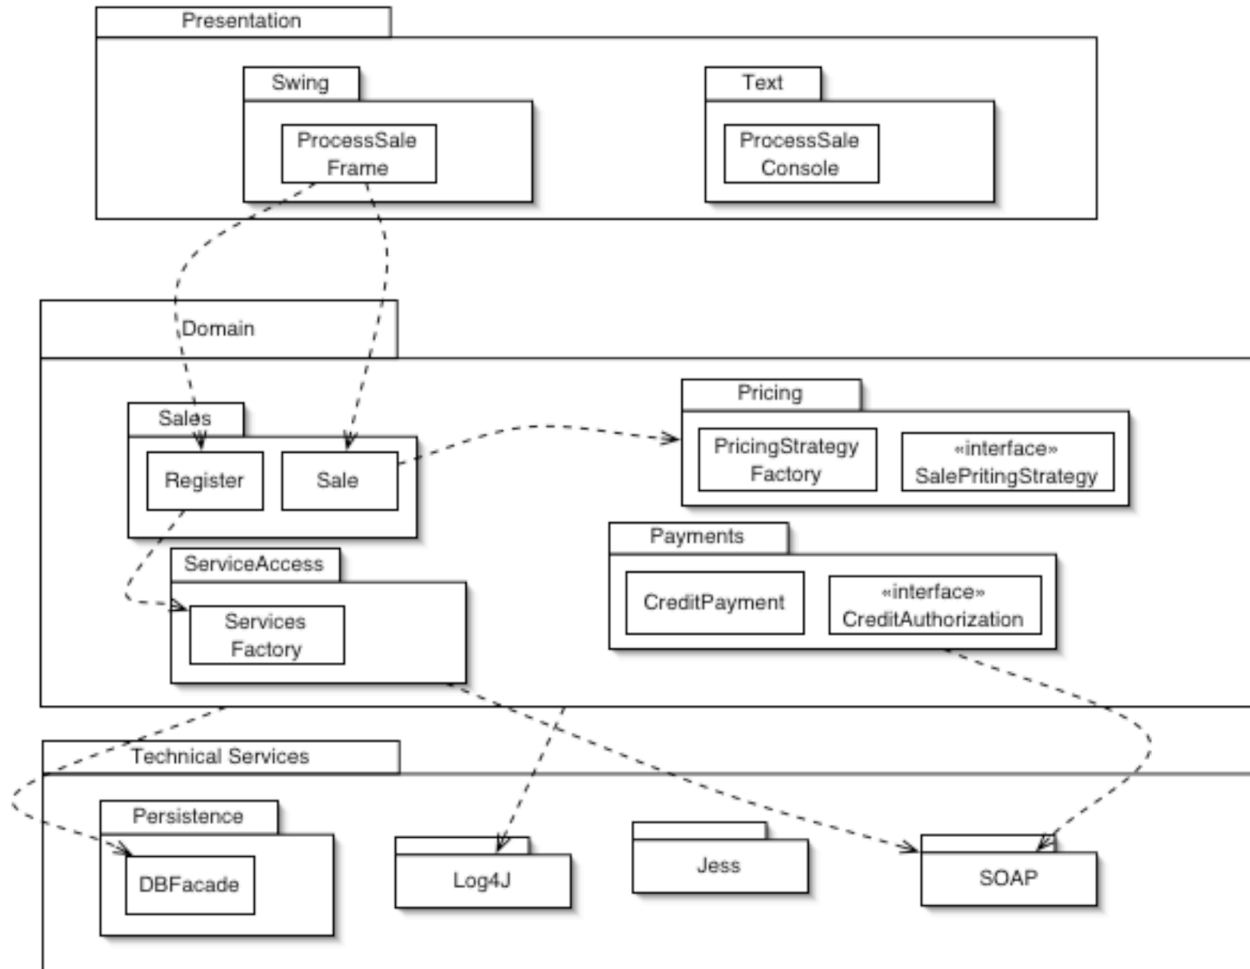 Presentation
Swing
Text
ProcessSale
Frame
ProcessSale
Console
Domain
Sales
Pricing
Register
Sale
PricingStrategy
Factory
«interface»
SalePritingStrategy
ServiceAccess
Payments
Services
Factory
CreditPayment
«interface»
CreditAuthorization
Technical Services
Persistence
DBFacade
Log4J
Jess
SOAP